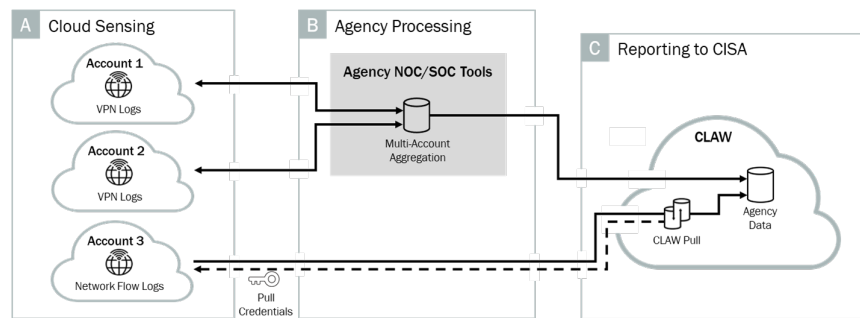 A Cloud Sensing
Account 1
VPN Logs
Account 2
VPN Logs
Account 3
Network Flow Logs
Pull
Credentials
B Agency Processing
Agency NOC/SOC Tools
Multi-Account
Aggregation
C Reporting to CISA
CLAW
Agency
Data
CLAW Pull